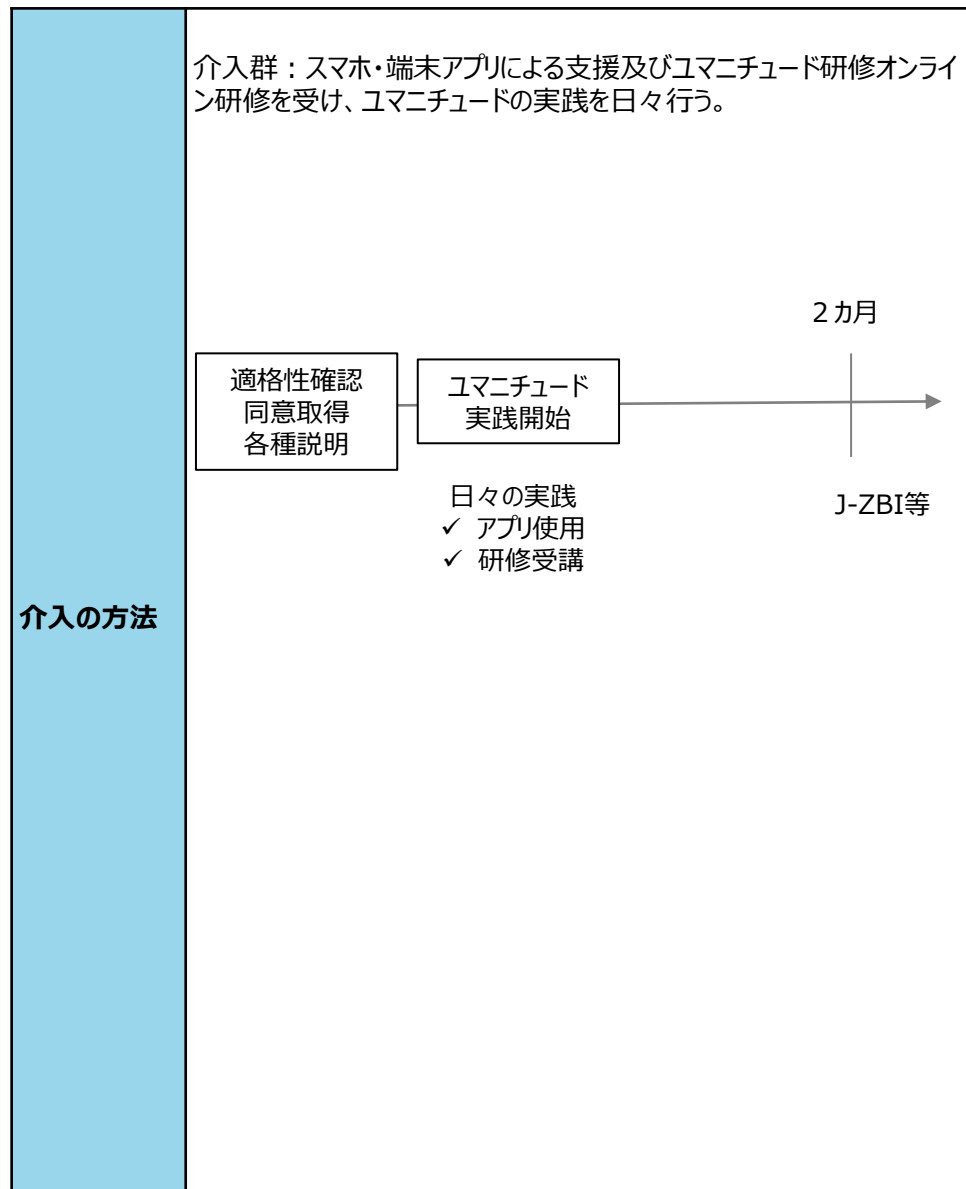 介入群：スマホ・端末アプリによる支援及びユマニチュード研修オンライ
ン研修を受け、ユマニチュードの実践を日々行う。
２カ月
適格性確認
同意取得
各種説明
ユマニチュード
実践開始
日々の実践
✓ アプリ使用
✓ 研修受講
J-ZBI等
介入の方法